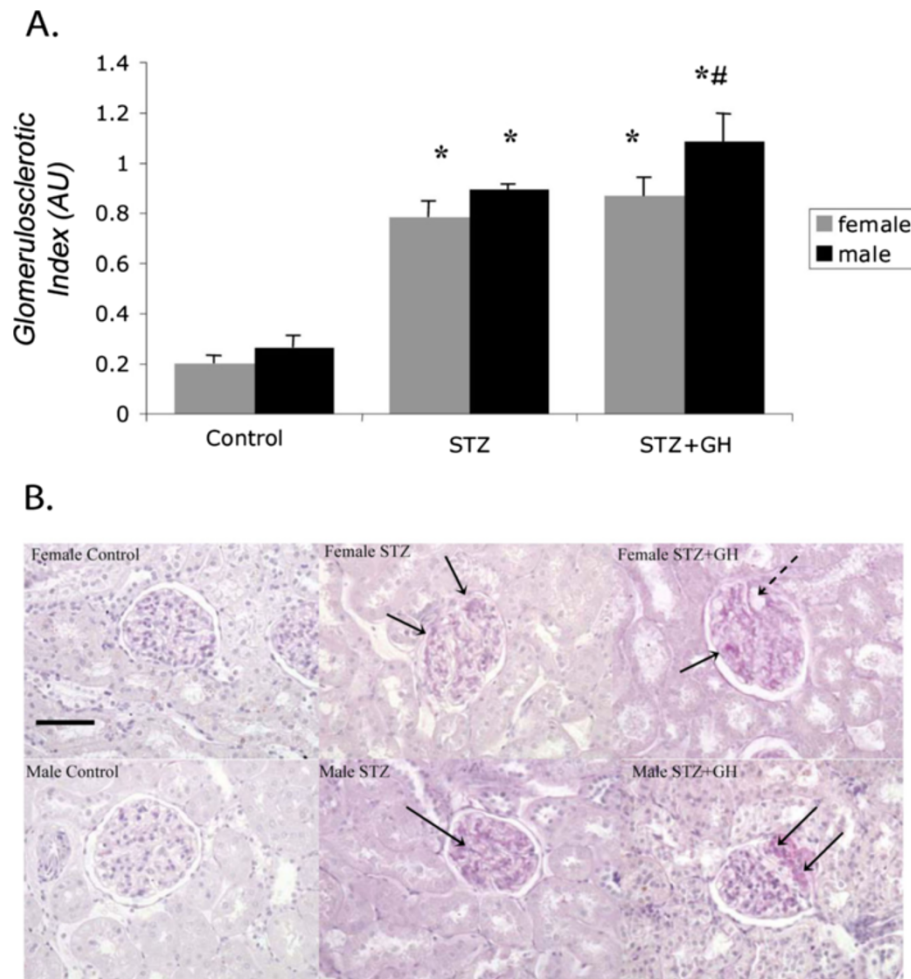 A.
Glomerulosclerotic
Index (AU)
1.4
1.2
1
0.8
0.6
0.4
0.2
0
*
*
*
*#
Control
STZ
STZ+GH
female
male
B.
Female Control
Female STZ
Female STZ+GH
Male Control
Male STZ
Male STZ+GH